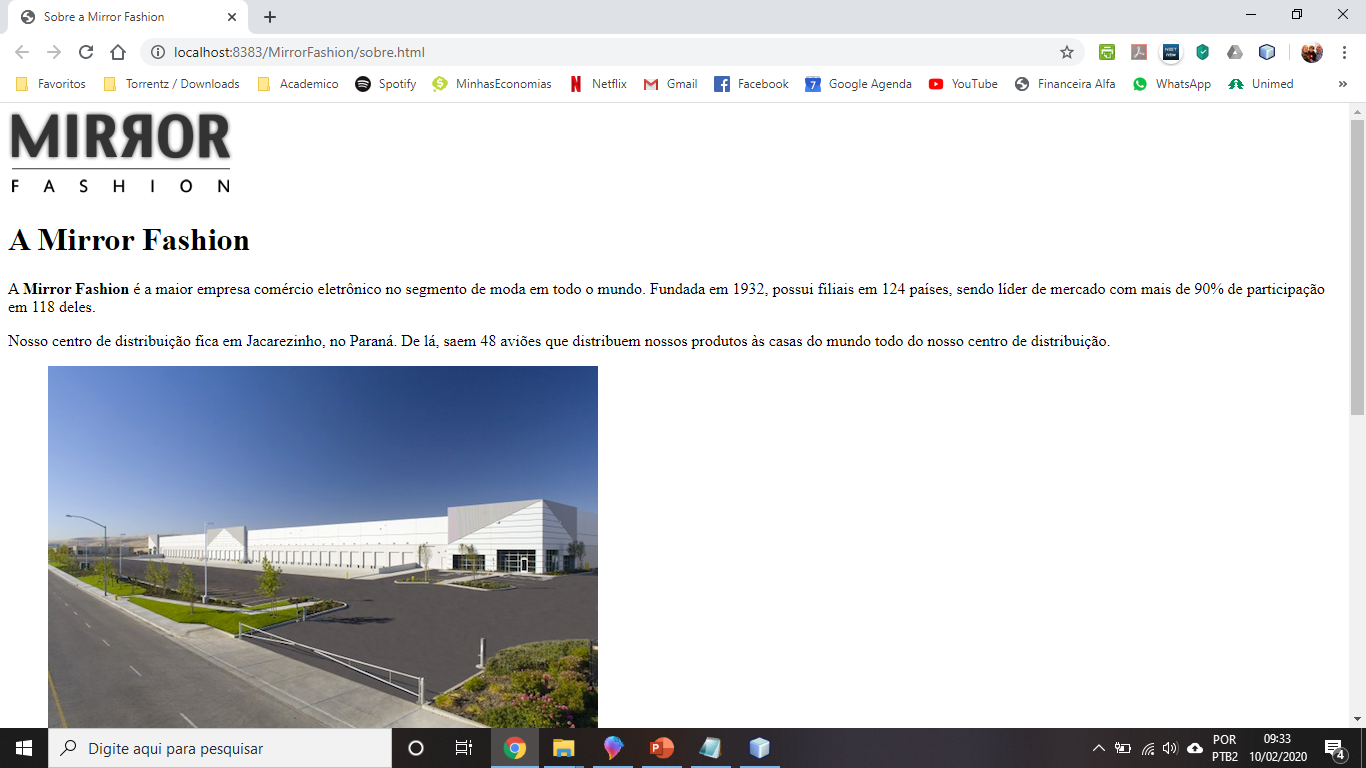 Sobre a Mirror Fashion
localhost:8383/MirrorFashion/sobre.html
Favoritos Torrentz / Downloads Academico Spotify MinhasEconomias Netflix Gmail Facebook 7 Google Agenda YouTube Financeira Alfa WhatsApp Unimed »
MIRROR
FASHION
A Mirror Fashion
A Mirror Fashion é a maior empresa comércio eletrônico no segmento de moda em todo o mundo. Fundada em 1932, possui filiais em 124 países, sendo líder de mercado com mais de 90% de participação
em 118 deles.
Nosso centro de distribuição fica em Jacarezinho, no Paraná. De lá, saem 48 aviões que distribuem nossos produtos às casas do mundo todo do nosso centro de distribuição.
Digite aqui para pesquisar
POR
PTB2
09:33
10/02/2020
4